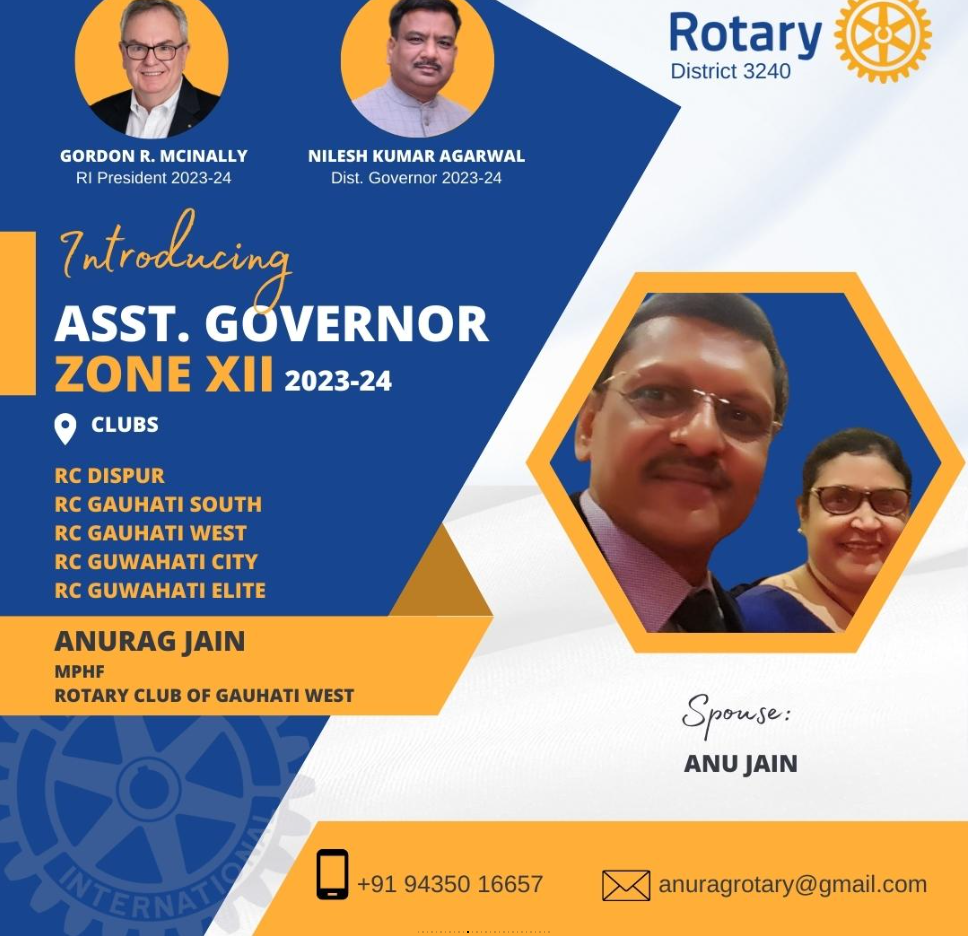 Rotary
District 3240
GORDON R. MCINALLY
RI President 2023-24
NILESH KUMAR AGARWAL
Dist. Governor 2023-24
Introducing
ASST. GOVERNOR
ZONE XII 2023-24
CLUBS
RC DISPUR
RC GAUHATI SOUTH
RC GAUHATI WEST
RC GUWAHATI CITY
RC GUWAHATI ELITE
ANURAG JAIN
MPHF
ROTARY CLUB OF GAUHATI WEST
Spouse:
ANU JAIN
INTERNATIONAL
+91 94350 16657
anuragrotary@gmail.com